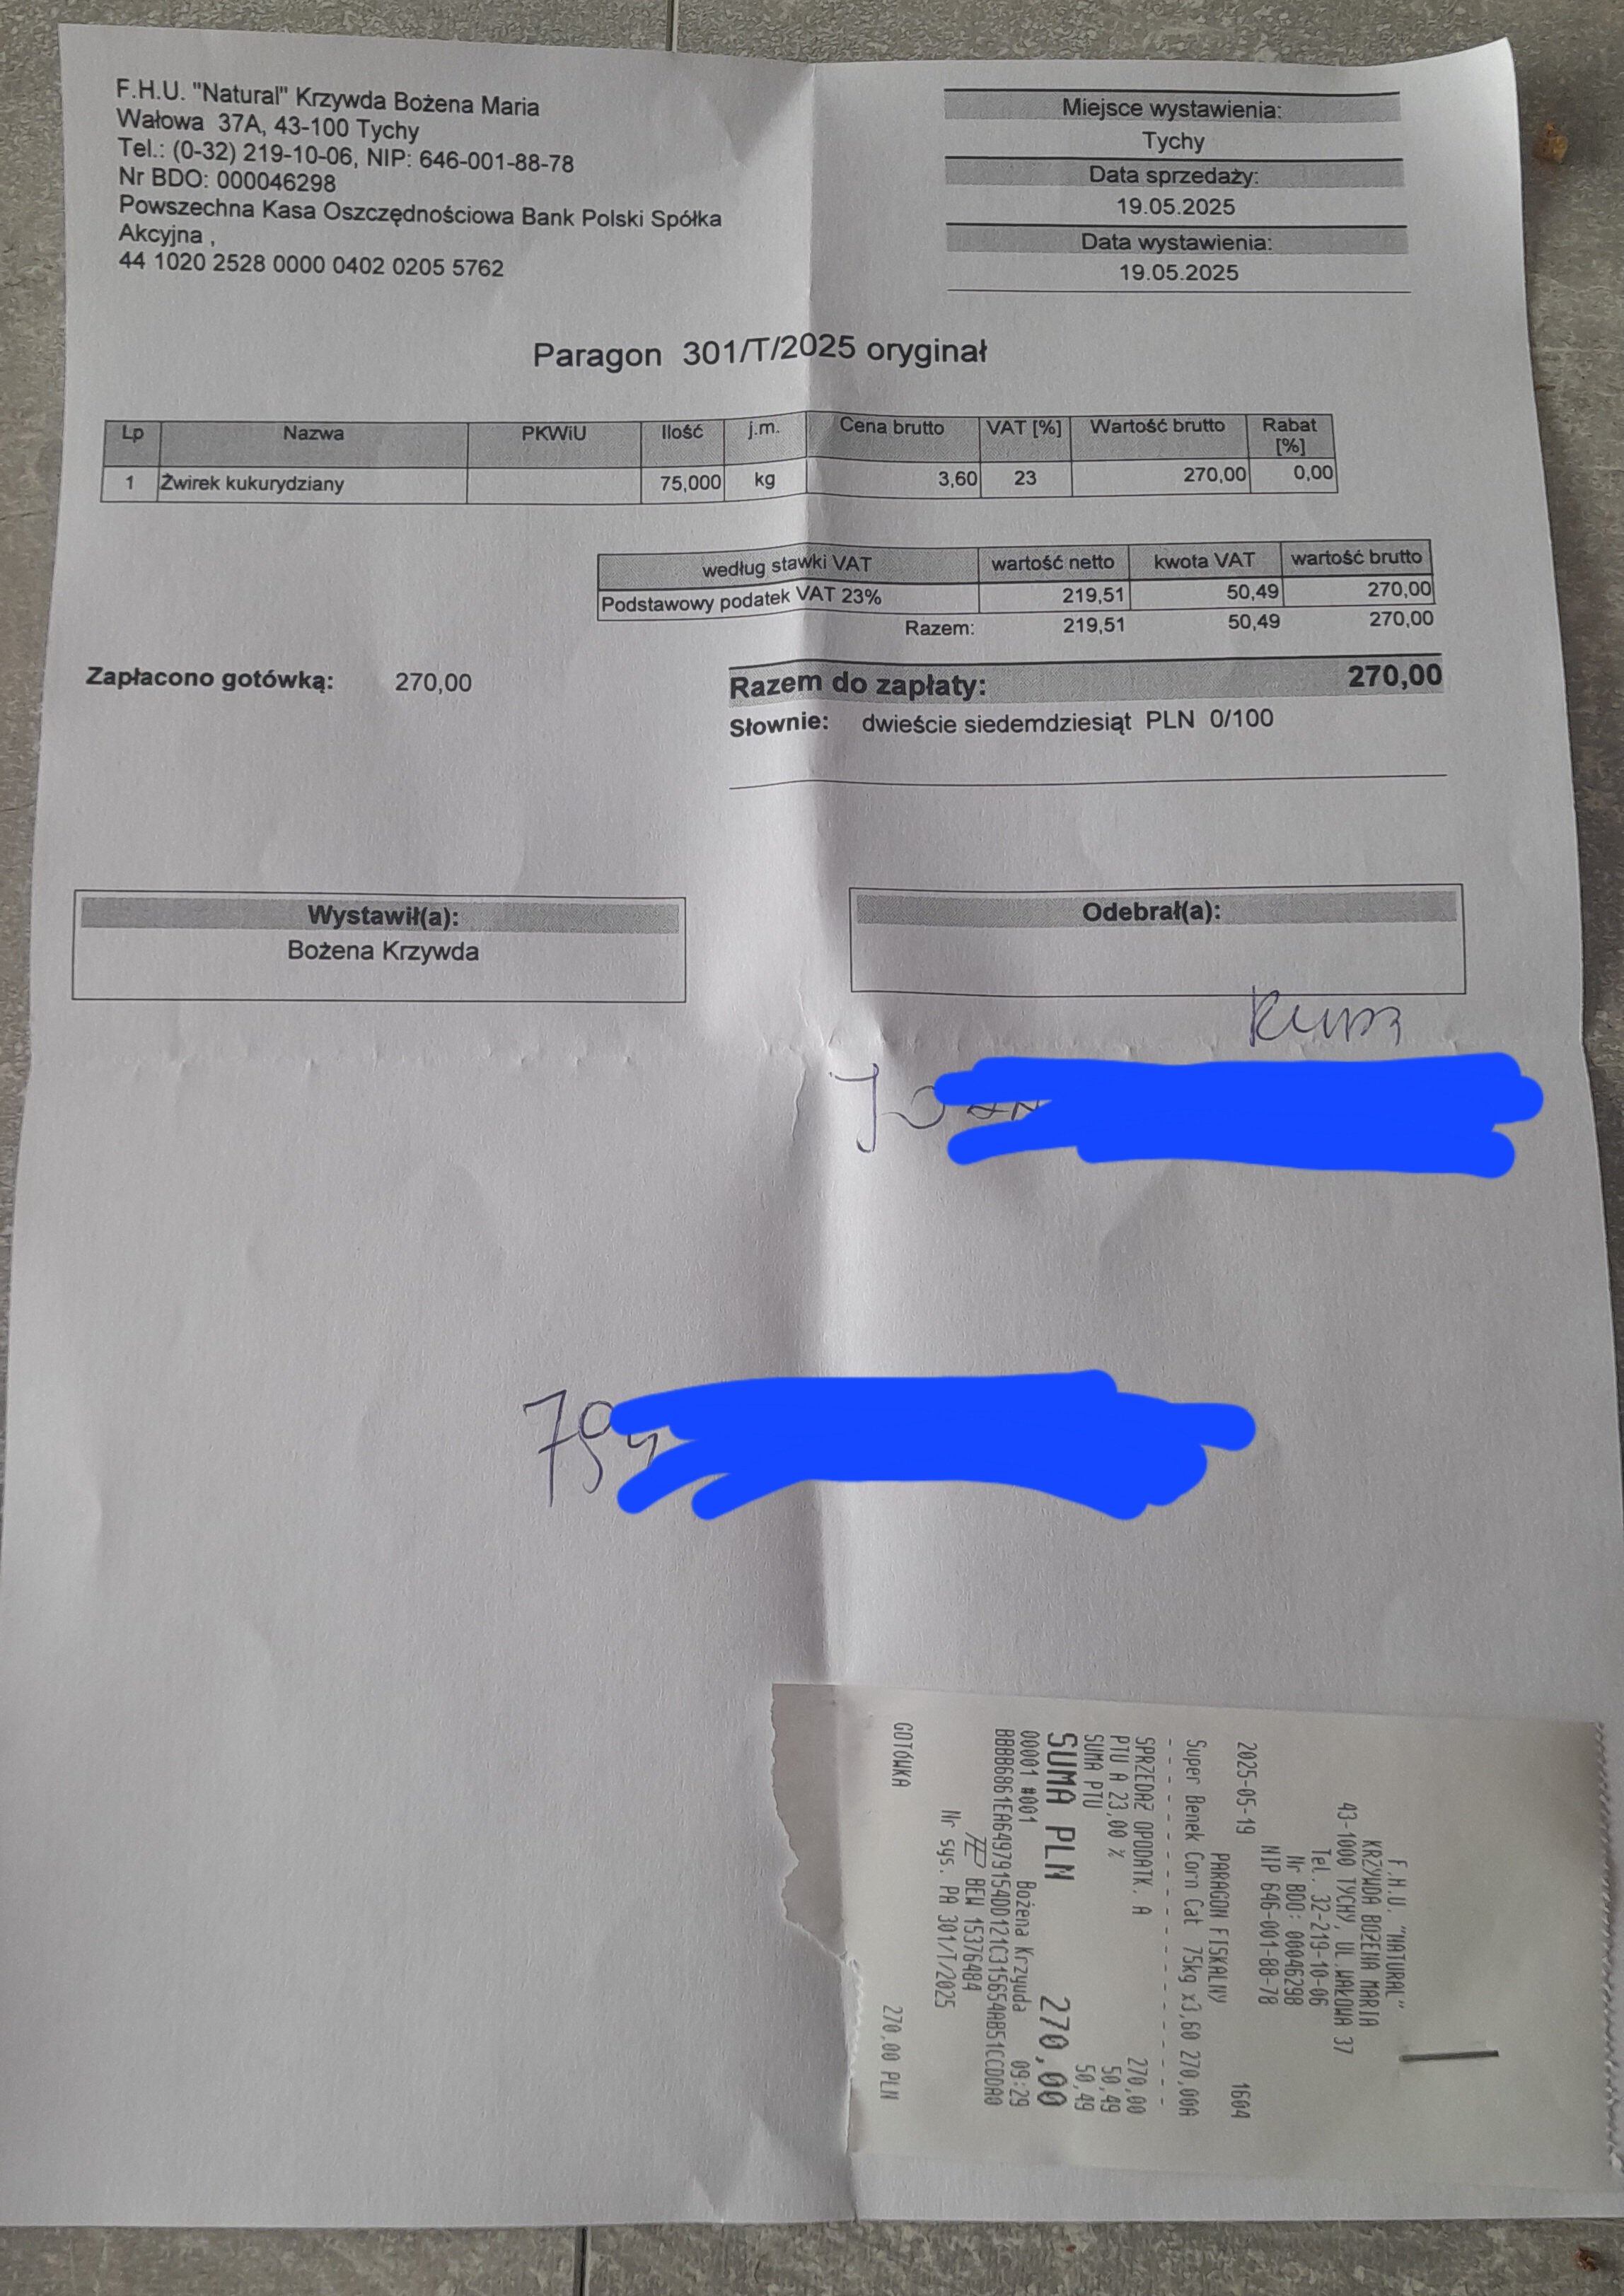 F.H.U. "Natural" Krzywda Bożena Maria
Wałowa 37A, 43-100 Tychy
Tel.: (0-32) 219-10-06, NIP: 646-001-88-78
Nr BDO: 000046298
Powszechna Kasa Oszczędnościowa Bank Polski Spółka
Akcyjna ,
44 1020 2528 0000 0402 0205 5762
Miejsce wystawienia:
Tychy
Data sprzedaży:
19.05.2025
Data wystawienia:
19.05.2025
Paragon 301/T/2025 oryginał
Lp Nazwa PKWiU Ilość j.m. Cena brutto VAT [%] Wartość brutto Rabat [%]
1 Żwirek kukurydziany 75,000 kg 3,60 23 270,00 0,00
według stawki VAT wartość netto kwota VAT wartość brutto
Podstawowy podatek VAT 23% 219,51 50,49 270,00
Razem: 219,51 50,49 270,00
Zapłacono gotówką: 270,00
Razem do zapłaty: 270,00
Słownie: dwieście siedemdziesiąt PLN 0/100
Wystawił(a):
Bożena Krzywda
Odebrał(a):
F.H.U. "NATURAL"
KRZYWDA BOŻENA MARIA
43-1000 TYCHY, UL.WAŁOWA 37
Tel. 32-219-10-06
Nr BDO: 00046298
NIP 646-001-88-78
2025-05-19 1604
PARAGON FISKALNY
Super Benek Corn Cat 75kg x3,60 270,00A
SPRZEDAŻ OPODATK. A 270,00
PTU A 23,00 % 50,49
SUMA PTU 50,49
SUMA PLN 270,00
00001 #001 Bożena Krzywda 09:29
BEW 15376484
Nr sys. PA 301/T/2025
GOTÓWKA 270,00 PLN